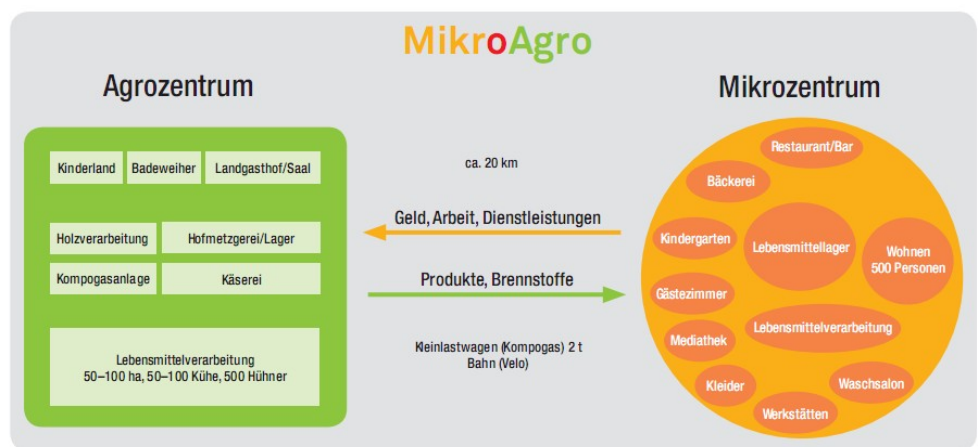 MikroAgro
Agrozentrum
Kinderland
Badeweiher
Landgasthof/Saal
Holzverarbeitung
Hofmetzgerei/Lager
Kompogasanlage
Käserei
Lebensmittelverarbeitung
50–100 ha, 50–100 Kühe, 500 Hühner
ca. 20 km
Geld, Arbeit, Dienstleistungen
Produkte, Brennstoffe
Kleinlastwagen (Kompogas) 2 t
Bahn (Velo)
Mikrozentrum
Restaurant/Bar
Bäckerei
Kindergarten
Lebensmittellager
Wohnen
500 Personen
Gästezimmer
Lebensmittelverarbeitung
Mediathek
Kleider
Waschsalon
Werkstätten